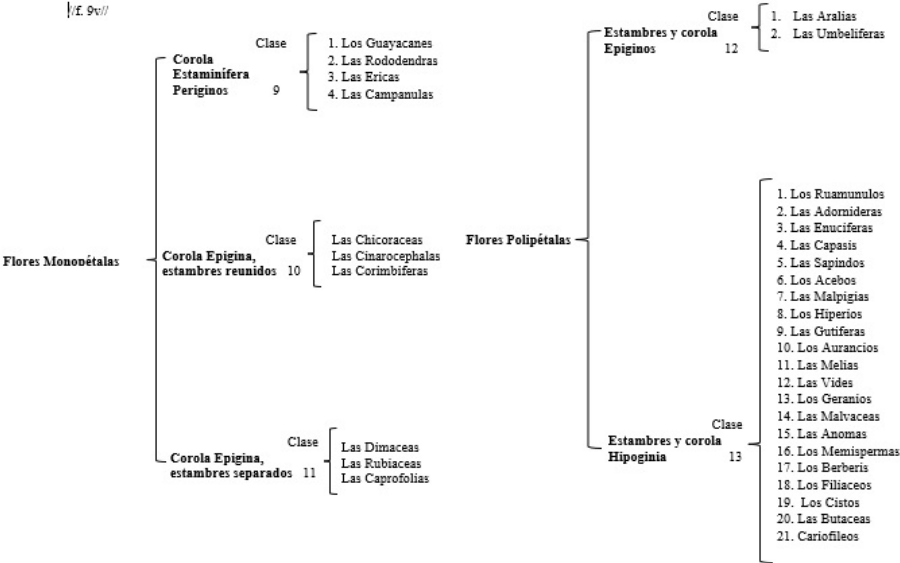 //f. 9v//
Flores Monopétalas
Clase
Corola
Estaminífera
Periginos 9
1. Los Guayacanes
2. Las Rododendras
3. Las Ericas
4. Las Campanulas
Clase
Corola Epigina,
estambres reunidos 10
Las Chicoraceas
Las Cinarocephalas
Las Corimbiferas
Clase
Corola Epigina,
estambres separados 11
Las Dimaceas
Las Rubiaceas
Las Caprofolias
Flores Polipétalas
Clase
Estambres y corola
Epiginos 12
1. Las Aralias
2. Las Umbeliferas
Clase
Estambres y corola
Hipoginia 13
1. Los Ruamunulos
2. Las Adornideras
3. Las Enuciferas
4. Las Capasis
5. Las Sapindos
6. Los Acebos
7. Las Malpigias
8. Los Hiperios
9. Las Gutiferas
10. Los Aurancios
11. Las Melias
12. Las Vides
13. Los Geranios
14. Las Malvaceas
15. Las Anomas
16. Los Memispermas
17. Los Berberis
18. Los Filiaceos
19. Los Cistos
20. Las Butaceas
21. Cariofileos